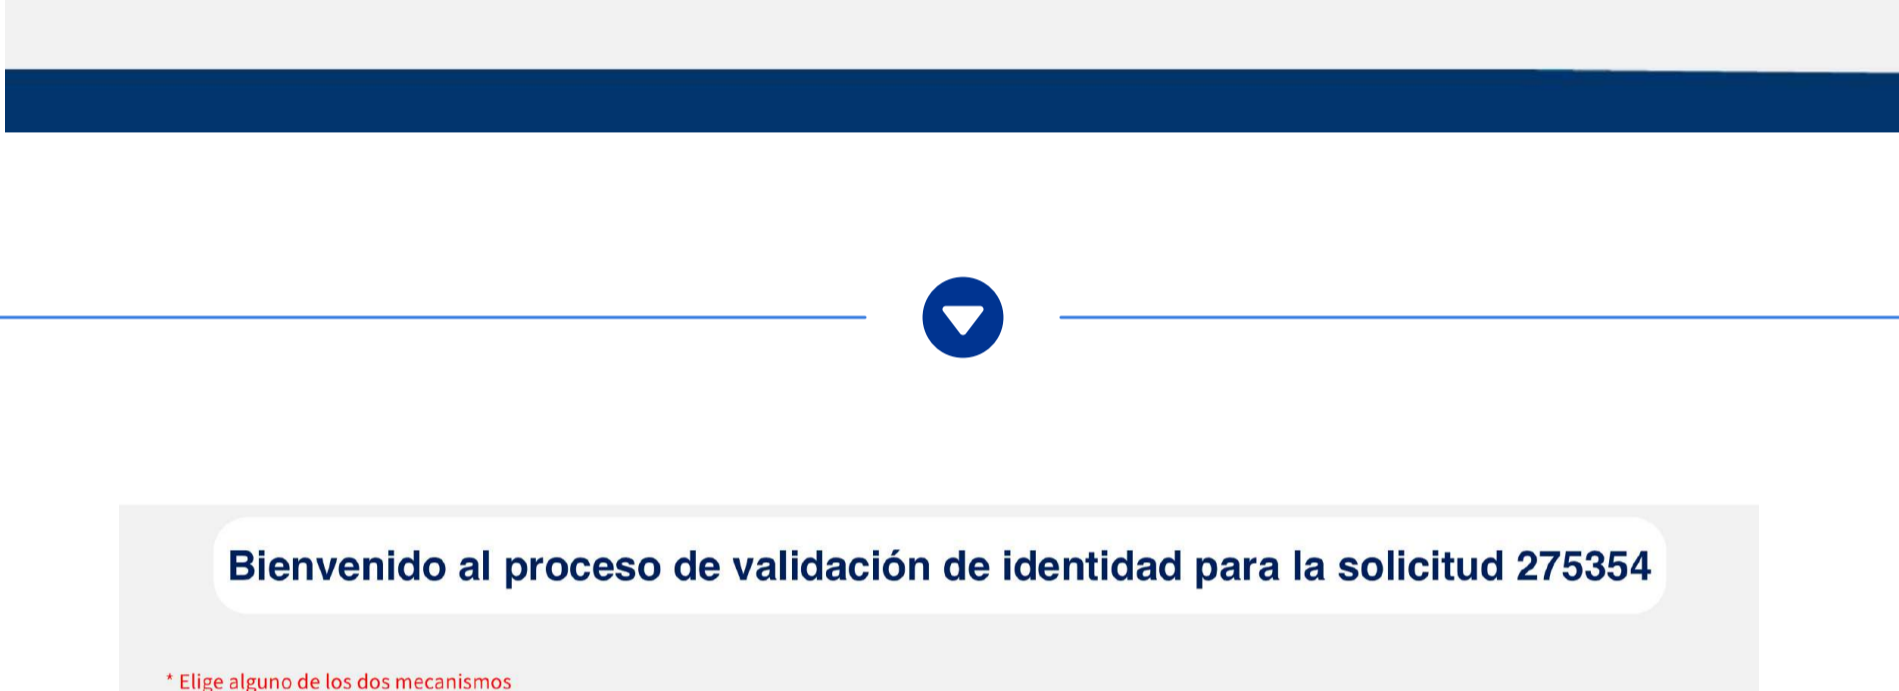 Bienvenido al proceso de validación de identidad para la solicitud 275354
* Elige alguno de los dos mecanismos